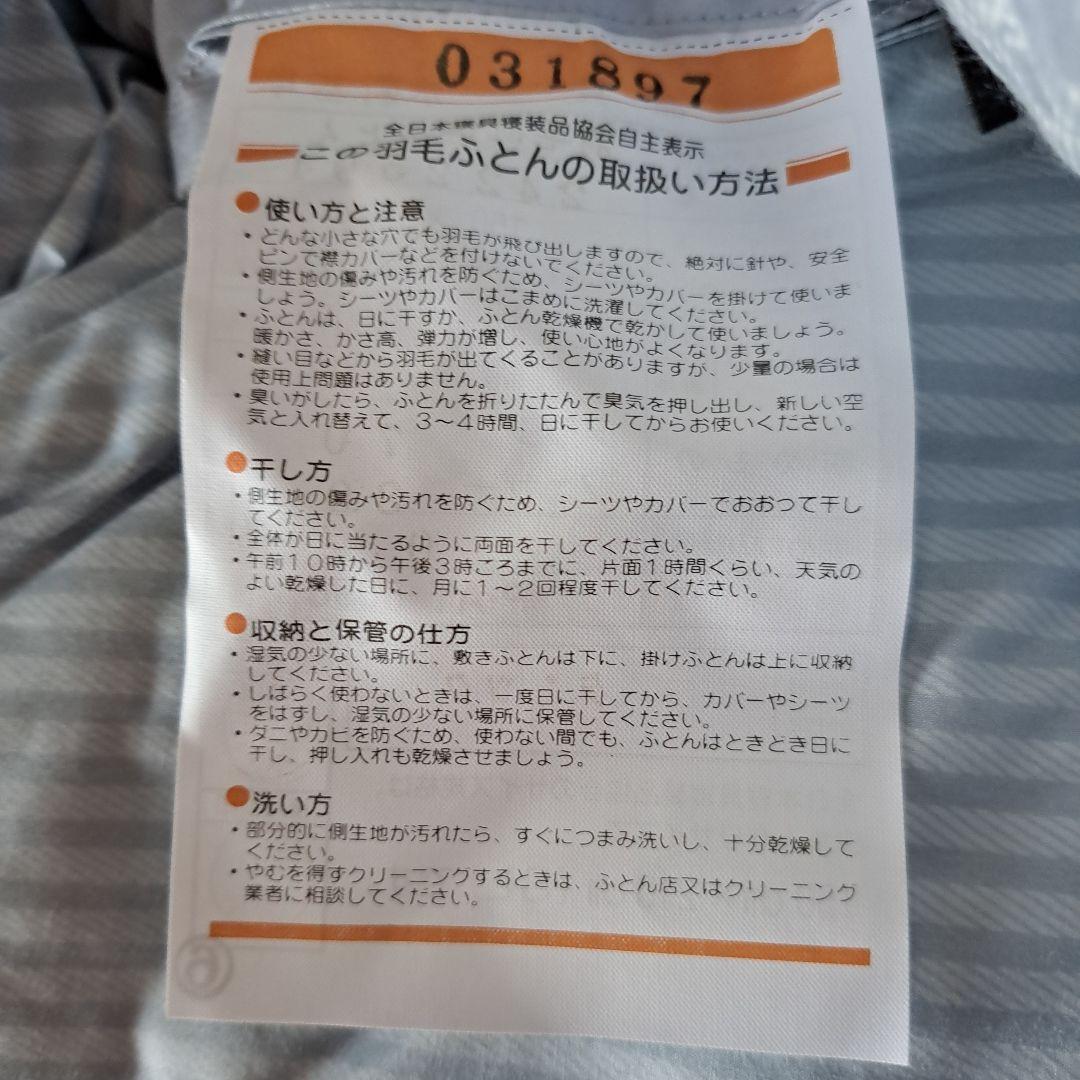 031897
全日本寝具寝装品協会自主表示
この羽毛ふとんの取扱い方法
●使い方と注意
・どんな小さな穴でも羽毛が飛び出しますので、絶対に針や、安全
ピンで襟カバーなどを付けないでください。
・側生地の傷みや汚れを防ぐため、シーツやカバーを掛けて使いま
しょう。シーツやカバーはこまめに洗濯してください。
・ふとんは、日に干すか、ふとん乾燥機で乾かして使いましょう。
暖かさ、かさ高、弾力が増し、使い心地がよくなります。
・縫い目などから羽毛が出てくることがありますが、少量の場合は
使用上問題はありません。
・臭いがしたら、ふとんを折りたたんで臭気を押し出し、新しい空
気と入れ替えて、3〜4時間、日に干してからお使いください。
●干し方
・側生地の傷みや汚れを防ぐため、シーツやカバーでおおって干し
てください。
・全体が日に当たるように両面を干してください。
・午前10時から午後3時ころまでに、片面1時間くらい、天気の
よい乾燥した日に、月に1〜2回程度干してください。
●収納と保管の仕方
・湿気の少ない場所に、敷きふとんは下に、掛けふとんは上に収納
してください。
・しばらく使わないときは、一度日に干してから、カバーやシーツ
をはずし、湿気の少ない場所に保管してください。
・ダニやカビを防ぐため、使わない間でも、ふとんはときどき日に
干し、押し入れも乾燥させましょう。
●洗い方
・部分的に側生地が汚れたら、すぐにつまみ洗いし、十分乾燥して
ください。
・やむを得ずクリーニングするときは、ふとん店又はクリーニング
業者に相談してください。